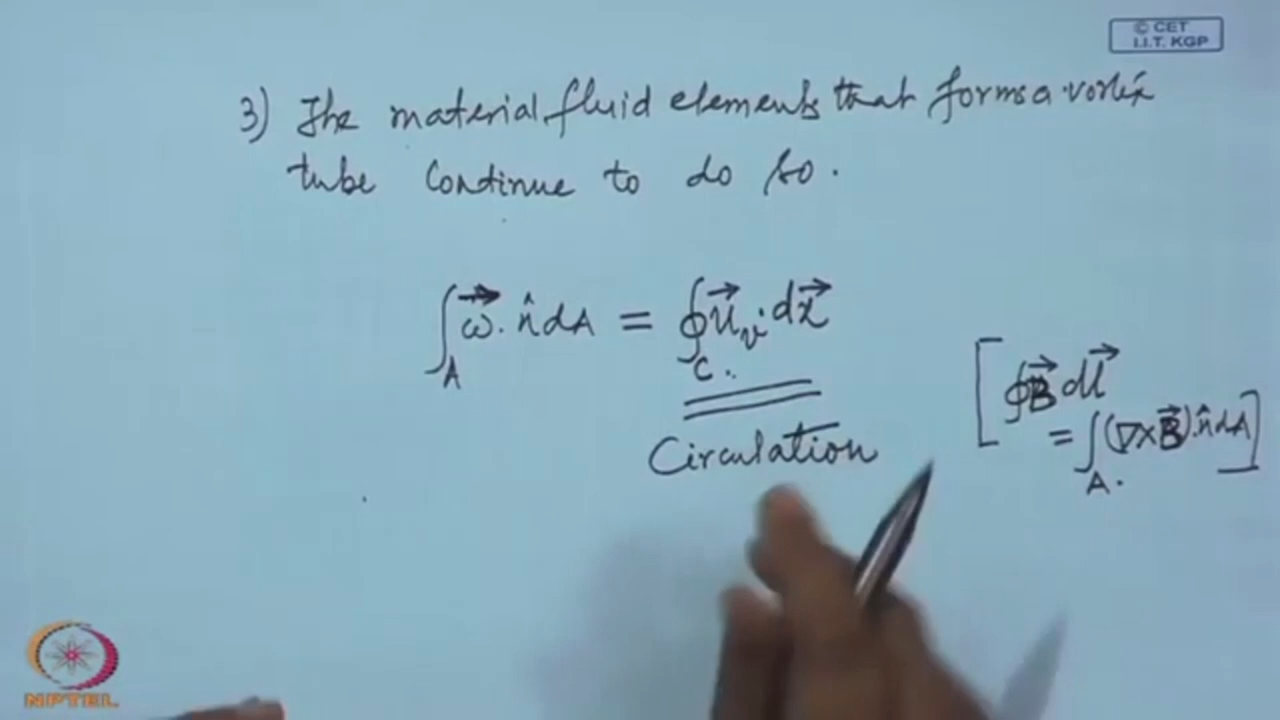 © CET
I.I.T. KGP
3) The material fluid elements that forms a vortex
tube continue to do so.
∫_A ω⃗ . n̂ dA = ∮_C u⃗_v . dx⃗
Circulation
[∮ B⃗ dl⃗
= ∫_A (∇×B⃗).n̂ dA]
NPTEL